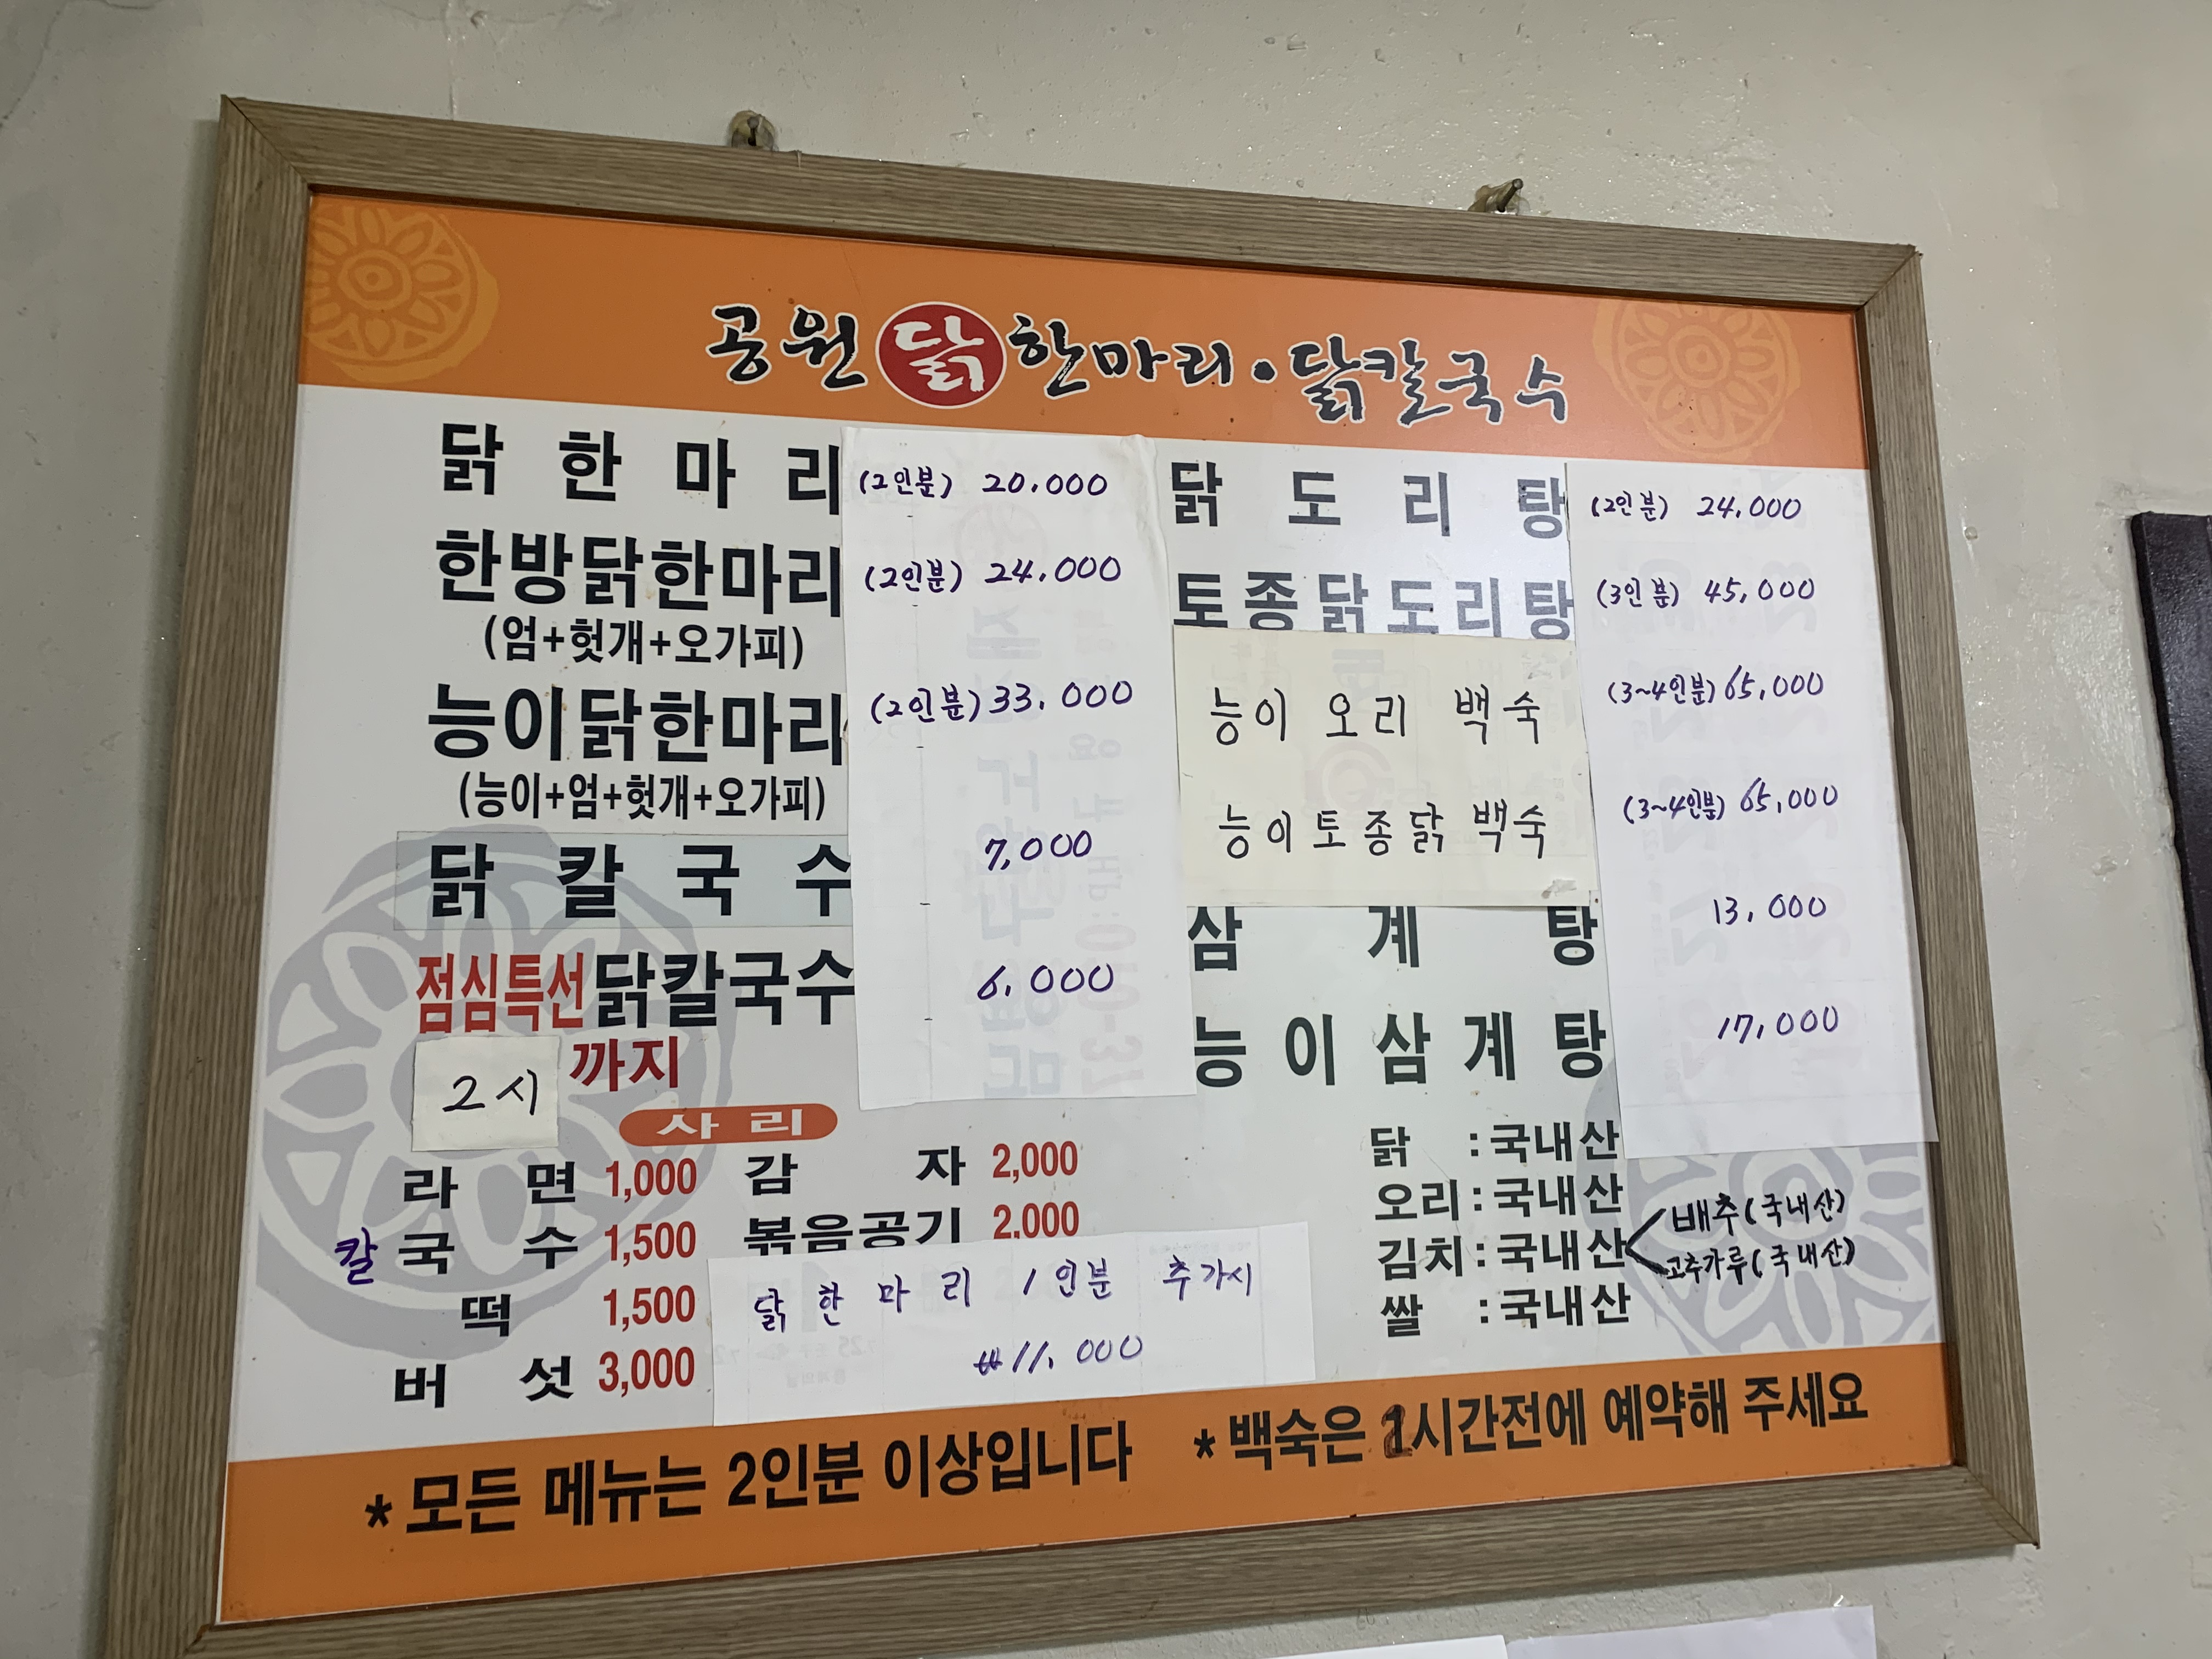 공원닭한마리·닭칼국수
닭한마리 (2인분) 20.000
한방닭한마리 (2인분) 24.000
(엄+헛개+오가피)
능이닭한마리 (2인분) 33.000
(능이+엄+헛개+오가피)
닭칼국수 7,000
점심특선닭칼국수 6.000
2시까지
닭도리탕 (2인분) 24.000
토종닭도리탕 (3인분) 45,000
능이 오리 백숙 (3~4인분) 65,000
능이토종닭 백숙 (3~4인분) 65,000
삼계탕 13,000
능이삼계탕 17,000
사리
라면 1,000 감자 2,000
칼국수 1,500 볶음공기 2,000
떡 1,500
버섯 3,000
닭한마리 1인분 추가시
₩11.000
닭 : 국내산
오리 : 국내산
김치 : 국내산 배추(국내산)
고추가루(국내산)
쌀 : 국내산
* 모든 메뉴는 2인분 이상입니다
* 백숙은 1시간전에 예약해 주세요